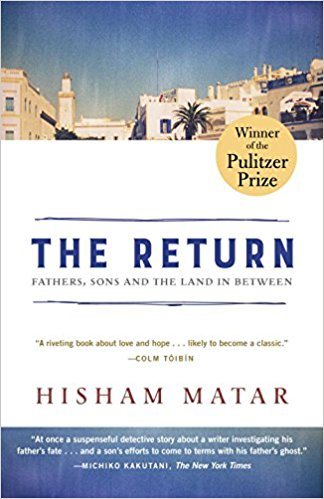 Winner
of the
Pulitzer
Prize
THE RETURN
FATHERS, SONS AND THE LAND IN BETWEEN
“A riveting book about love and hope . . . likely to become a classic.”
—COLM TÓIBÍN
HISHAM MATAR
“At once a suspenseful detective story about a writer investigating his
father’s fate . . . and a son’s efforts to come to terms with his father’s ghost.”
—MICHIKO KAKUTANI, The New York Times